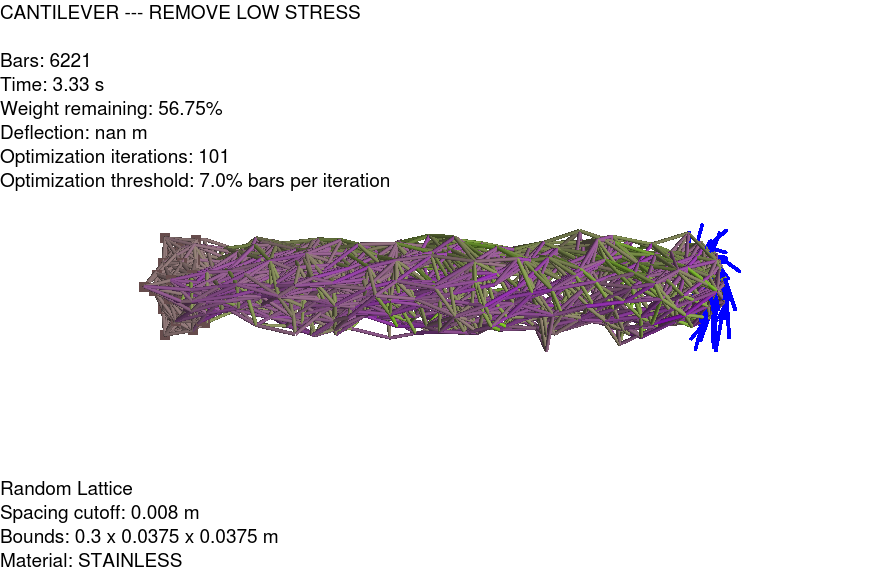 CANTILEVER --- REMOVE LOW STRESS
Bars: 6221
Time: 3.33 s
Weight remaining: 56.75%
Deflection: nan m
Optimization iterations: 101
Optimization threshold: 7.0% bars per iteration
Random Lattice
Spacing cutoff: 0.008 m
Bounds: 0.3 x 0.0375 x 0.0375 m
Material: STAINLESS